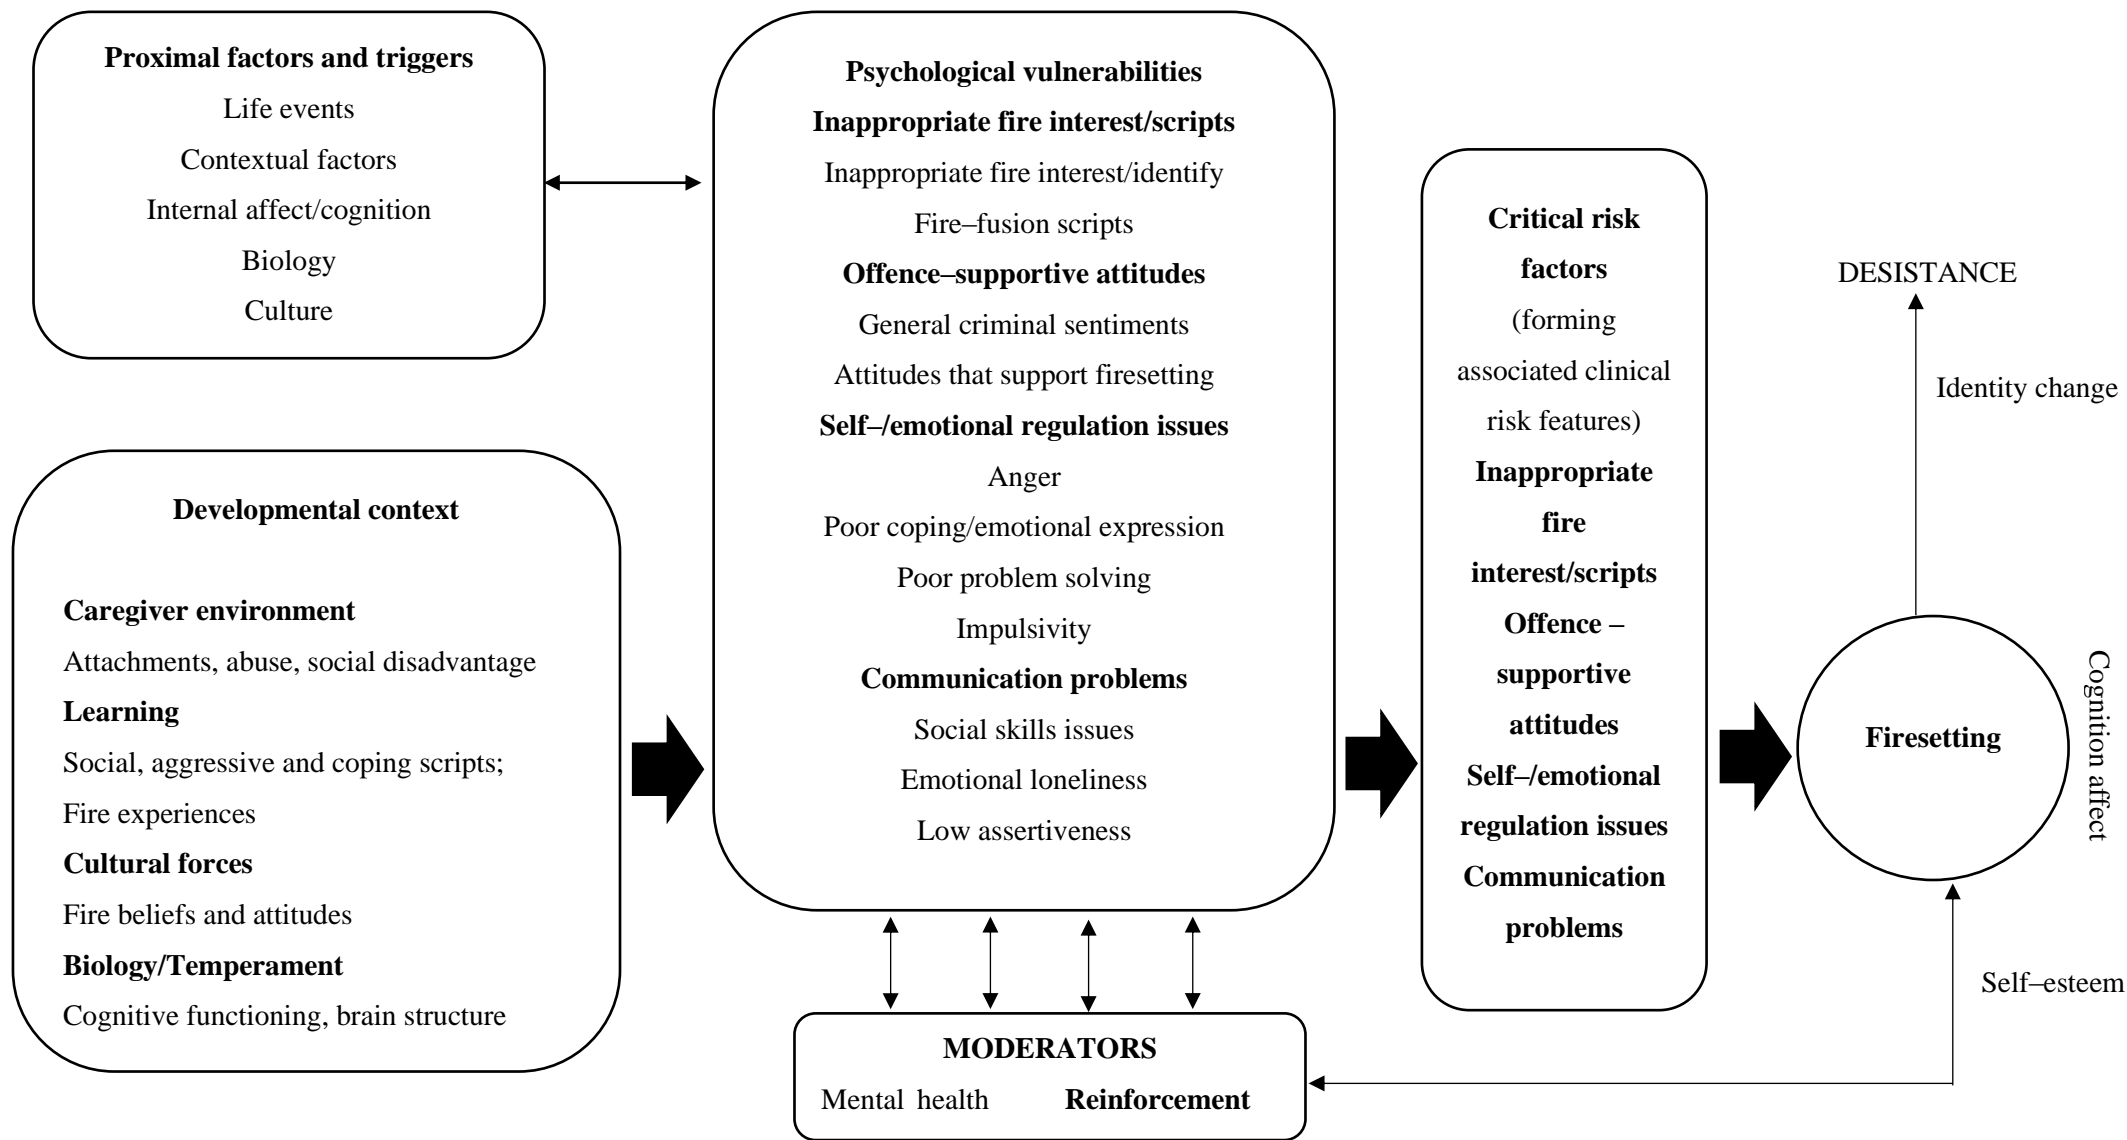 Proximal factors and triggers
Life events
Contextual factors
Internal affect/cognition
Biology
Culture
Developmental context
Caregiver environment
Attachments, abuse, social disadvantage
Learning
Social, aggressive and coping scripts;
Fire experiences
Cultural forces
Fire beliefs and attitudes
Biology/Temperament
Cognitive functioning, brain structure
Psychological vulnerabilities
Inappropriate fire interest/scripts
Inappropriate fire interest/identify
Fire–fusion scripts
Offence–supportive attitudes
General criminal sentiments
Attitudes that support firesetting
Self–/emotional regulation issues
Anger
Poor coping/emotional expression
Poor problem solving
Impulsivity
Communication problems
Social skills issues
Emotional loneliness
Low assertiveness
MODERATORS
Mental health Reinforcement
Critical risk
factors
(forming
associated clinical
risk features)
Inappropriate
fire
interest/scripts
Offence –
supportive
attitudes
Self–/emotional
regulation issues
Communication
problems
DESISTANCE
Identity change
Firesetting
Cognition affect
Self–esteem